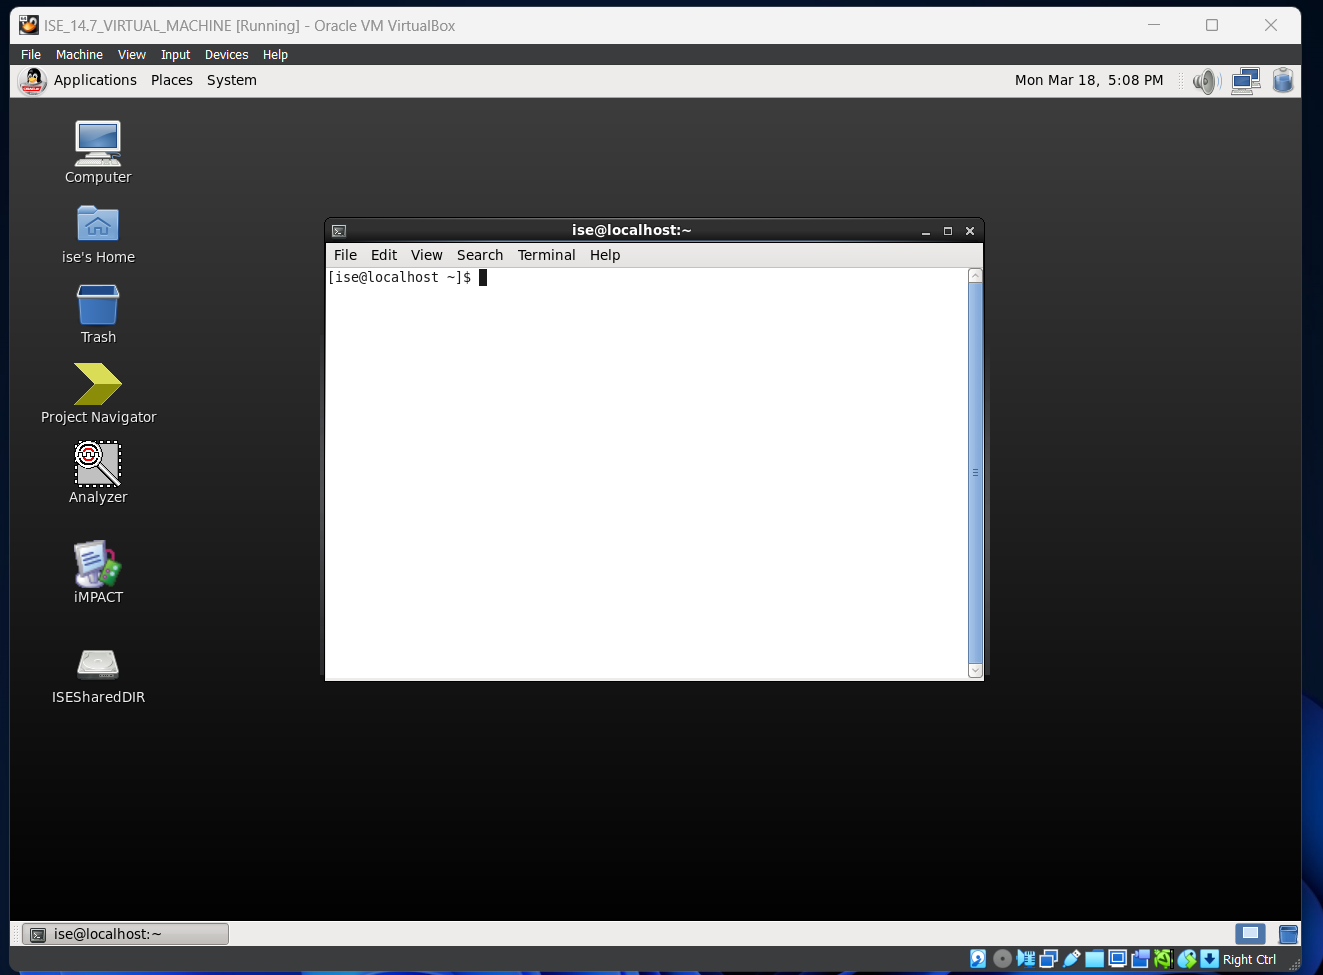 ISE_14.7_VIRTUAL_MACHINE [Running] - Oracle VM VirtualBox
File Machine View Input Devices Help
Applications Places System Mon Mar 18, 5:08 PM
Computer
ise's Home
Trash
Project Navigator
Analyzer
iMPACT
ISESharedDIR
ise@localhost:~
File Edit View Search Terminal Help
[ise@localhost ~]$
ise@localhost:~
Right Ctrl